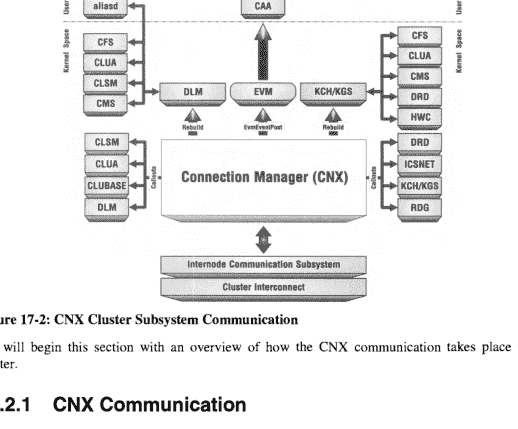 User
aliasd
CAA
User
Kernel Space
CFS
CLUA
CLSM
CMS
DLM
EVM
KCH/KGS
CFS
CLUA
CMS
DRD
HWC
Kernel Space
Rebuild
EvmEventPost
Rebuild
CLSM
CLUA
CLUBASE
DLM
Callouts
Connection Manager (CNX)
Callouts
DRD
ICSNET
KCH/KGS
RDG
Internode Communication Subsystem
Cluster Interconnect
ure 17-2: CNX Cluster Subsystem Communication
will begin this section with an overview of how the CNX communication takes place
ter.
.2.1 CNX Communication